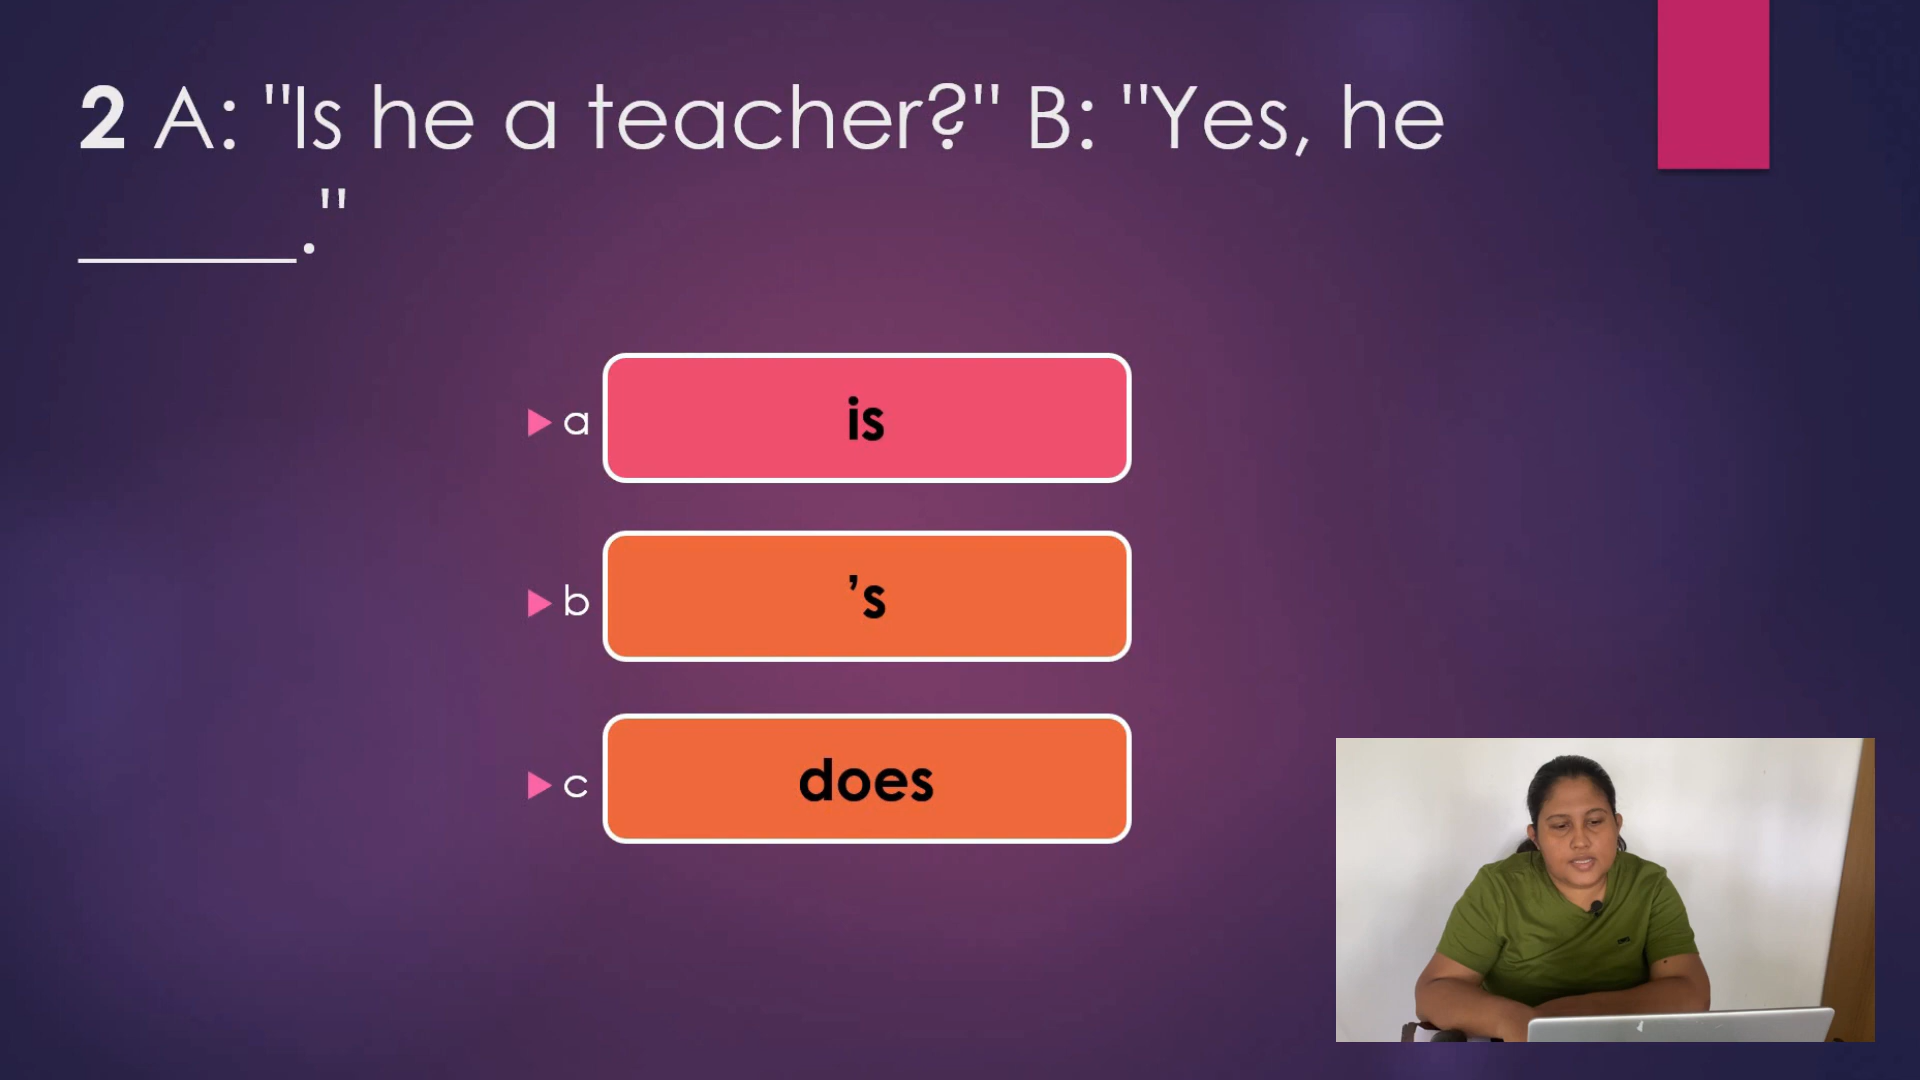 2 A: "Is he a teacher?" B: "Yes, he
______."
a is
b ’s
c does